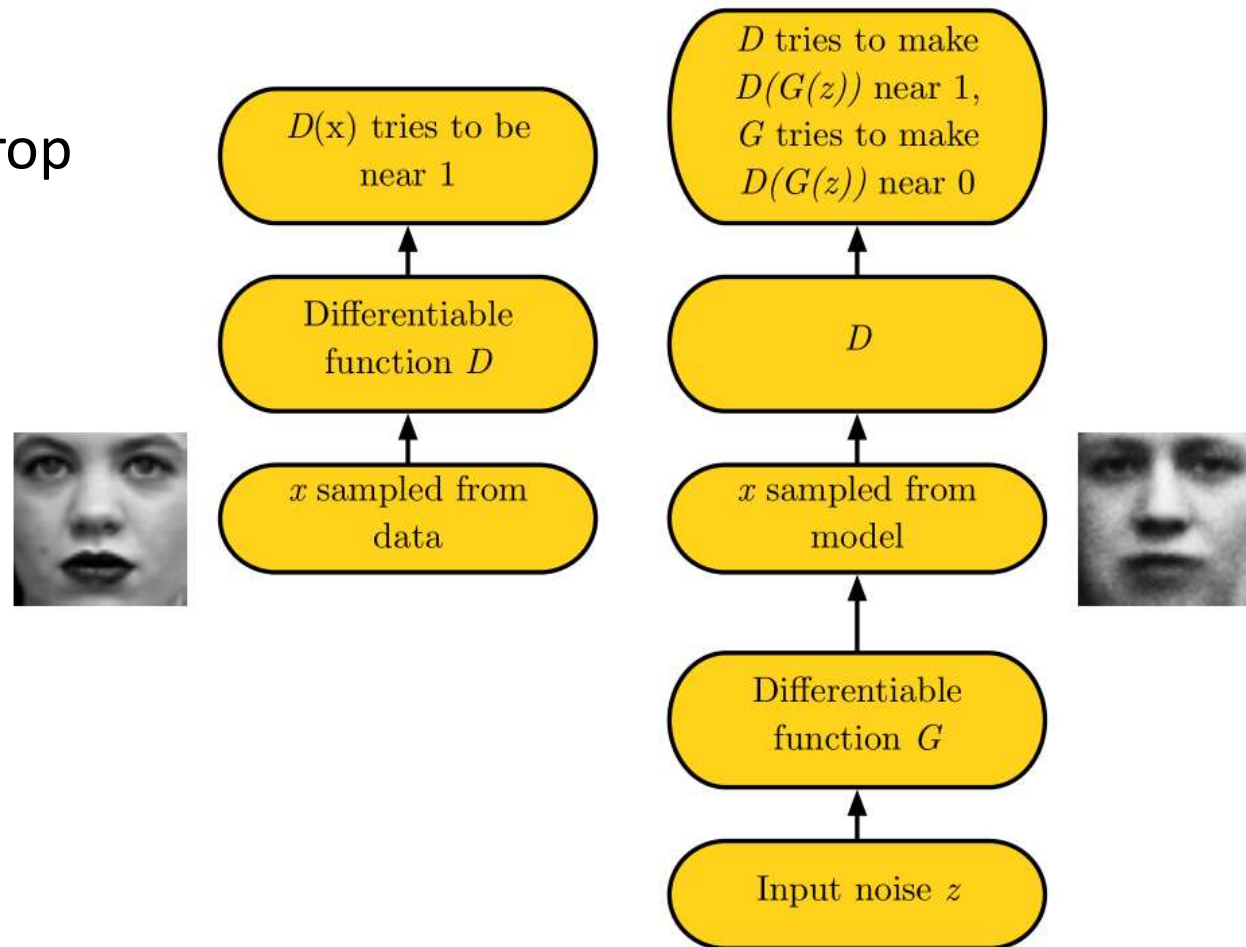 rop
D(x) tries to be
near 1
Differentiable
function D
x sampled from
data
D tries to make
D(G(z)) near 1,
G tries to make
D(G(z)) near 0
D
x sampled from
model
Differentiable
function G
Input noise z